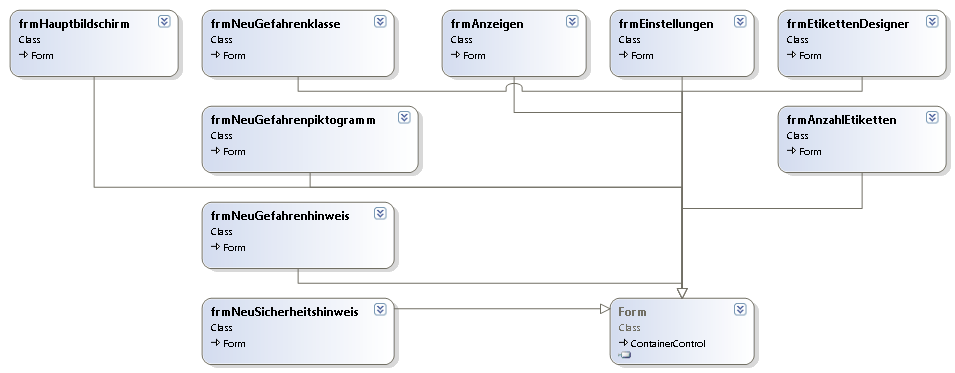 frmHauptbildschirm
Class
Form
frmNeuGefahrenklasse
Class
Form
frmAnzeigen
Class
Form
frmEinstellungen
Class
Form
frmEtikettenDesigner
Class
Form
frmNeuGefahrenpiktogramm
Class
Form
frmAnzahlEtiketten
Class
Form
frmNeuGefahrenhinweis
Class
Form
frmNeuSicherheitshinweis
Class
Form
Form
Class
ContainerControl